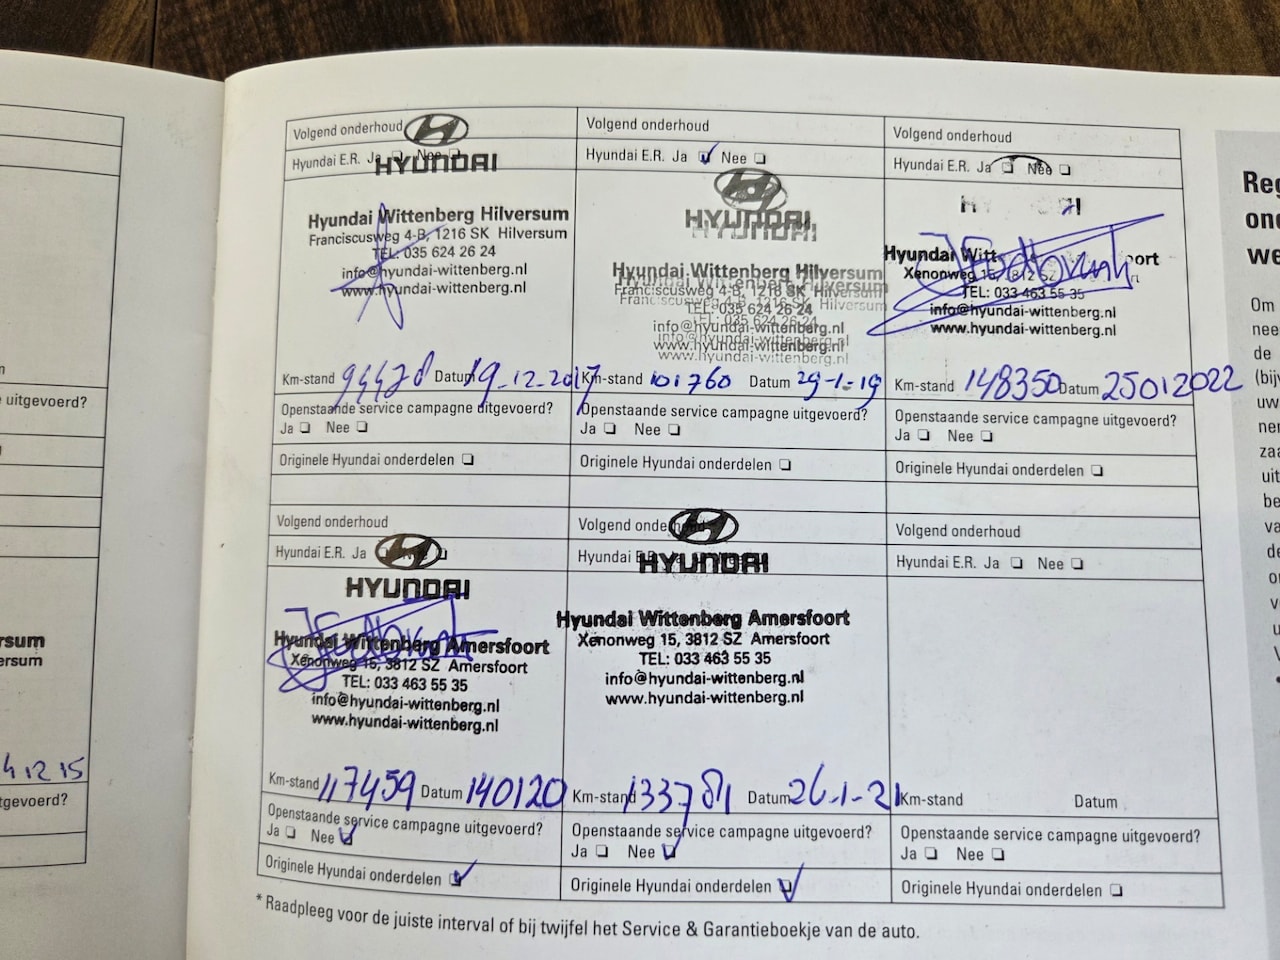 Volgend onderhoud
HYUNDAI
Hyundai E.R. Ja Nee
Hyundai Wittenberg Hilversum
Franciscusweg 4-B, 1216 SK Hilversum
TEL: 035 624 26 24
info@hyundai-wittenberg.nl
www.hyundai-wittenberg.nl
Km-stand 94478 Datum 19-12-2017
Openstaande service campagne uitgevoerd?
Ja Nee
Originele Hyundai onderdelen
Volgend onderhoud
Hyundai E.R. Ja Nee
HYUNDAI
Hyundai Wittenberg Hilversum
Franciscusweg 4-B, 1216 SK Hilversum
TEL: 035 624 26 24
info@hyundai-wittenberg.nl
www.hyundai-wittenberg.nl
Km-stand 101760 Datum 29-1-19
Openstaande service campagne uitgevoerd?
Ja Nee
Originele Hyundai onderdelen
Volgend onderhoud
Hyundai E.R. Ja Nee
Hyundai
Xenonweg 15, 3812 SZ
TEL: 033 463 55 35
info@hyundai-wittenberg.nl
www.hyundai-wittenberg.nl
Km-stand 148350 Datum 25012022
Openstaande service campagne uitgevoerd?
Ja Nee
Originele Hyundai onderdelen
Volgend onderhoud
Hyundai E.R. Ja
HYUNDAI
Hyundai Wittenberg Amersfoort
Xenonweg 15, 3812 SZ Amersfoort
TEL: 033 463 55 35
info@hyundai-wittenberg.nl
www.hyundai-wittenberg.nl
Km-stand 117459 Datum 140120
Openstaande service campagne uitgevoerd?
Ja Nee
Originele Hyundai onderdelen
Volgend onderhoud
Hyundai
HYUNDAI
Hyundai Wittenberg Amersfoort
Xenonweg 15, 3812 SZ Amersfoort
TEL: 033 463 55 35
info@hyundai-wittenberg.nl
www.hyundai-wittenberg.nl
Km-stand 133781 Datum 26-1-21
Openstaande service campagne uitgevoerd?
Ja Nee
Originele Hyundai onderdelen
Volgend onderhoud
Hyundai E.R. Ja Nee
Km-stand Datum
Openstaande service campagne uitgevoerd?
Ja Nee
Originele Hyundai onderdelen
* Raadpleeg voor de juiste interval of bij twijfel het Service & Garantieboekje van de auto.
uitgevoerd?
12 15
Om
de